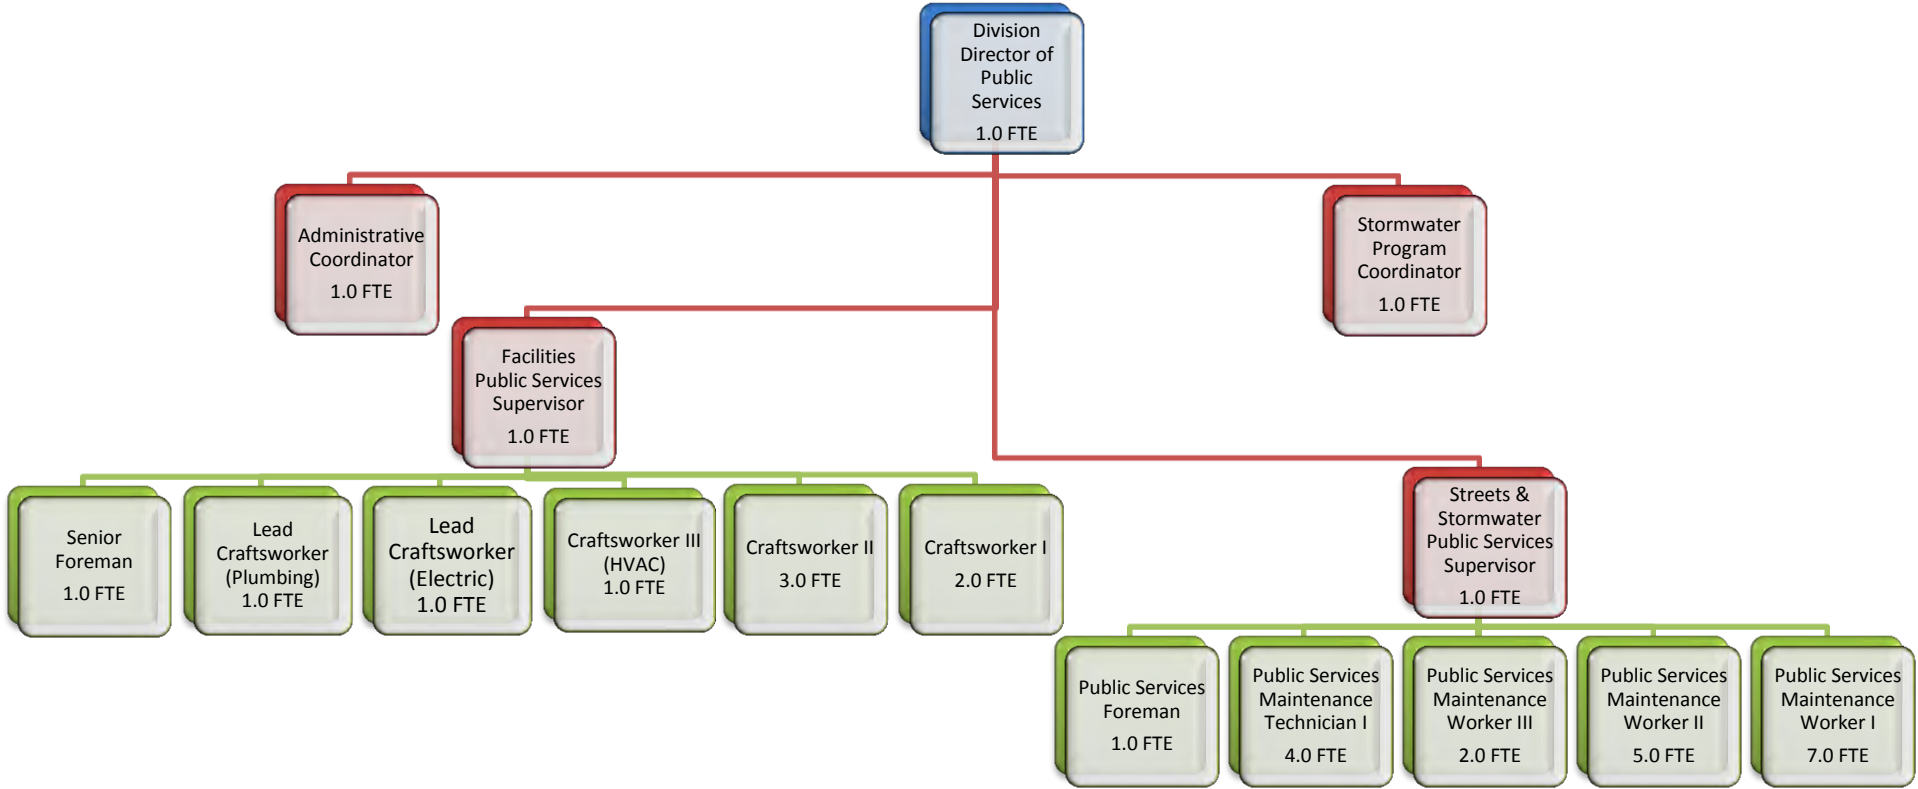 Division
Director of
Public
Services
1.0 FTE
Administrative
Coordinator
1.0 FTE
Stormwater
Program
Coordinator
1.0 FTE
Facilities
Public Services
Supervisor
1.0 FTE
Streets &
Stormwater
Public Services
Supervisor
1.0 FTE
Senior
Foreman
1.0 FTE
Lead
Craftsworker
(Plumbing)
1.0 FTE
Lead
Craftsworker
(Electric)
1.0 FTE
Craftsworker III
(HVAC)
1.0 FTE
Craftsworker II
3.0 FTE
Craftsworker I
2.0 FTE
Public Services
Foreman
1.0 FTE
Public Services
Maintenance
Technician I
4.0 FTE
Public Services
Maintenance
Worker III
2.0 FTE
Public Services
Maintenance
Worker II
5.0 FTE
Public Services
Maintenance
Worker I
7.0 FTE